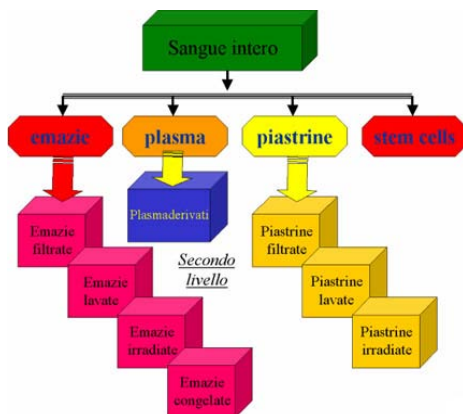 Sangue intero
emazie
plasma
piastrine
stem cells
Emazie
filtrate
Emazie
lavate
Emazie
irradiate
Emazie
congelate
Plasmaderivati
Secondo
livello
Piastrine
filtrate
Piastrine
lavate
Piastrine
irradiate